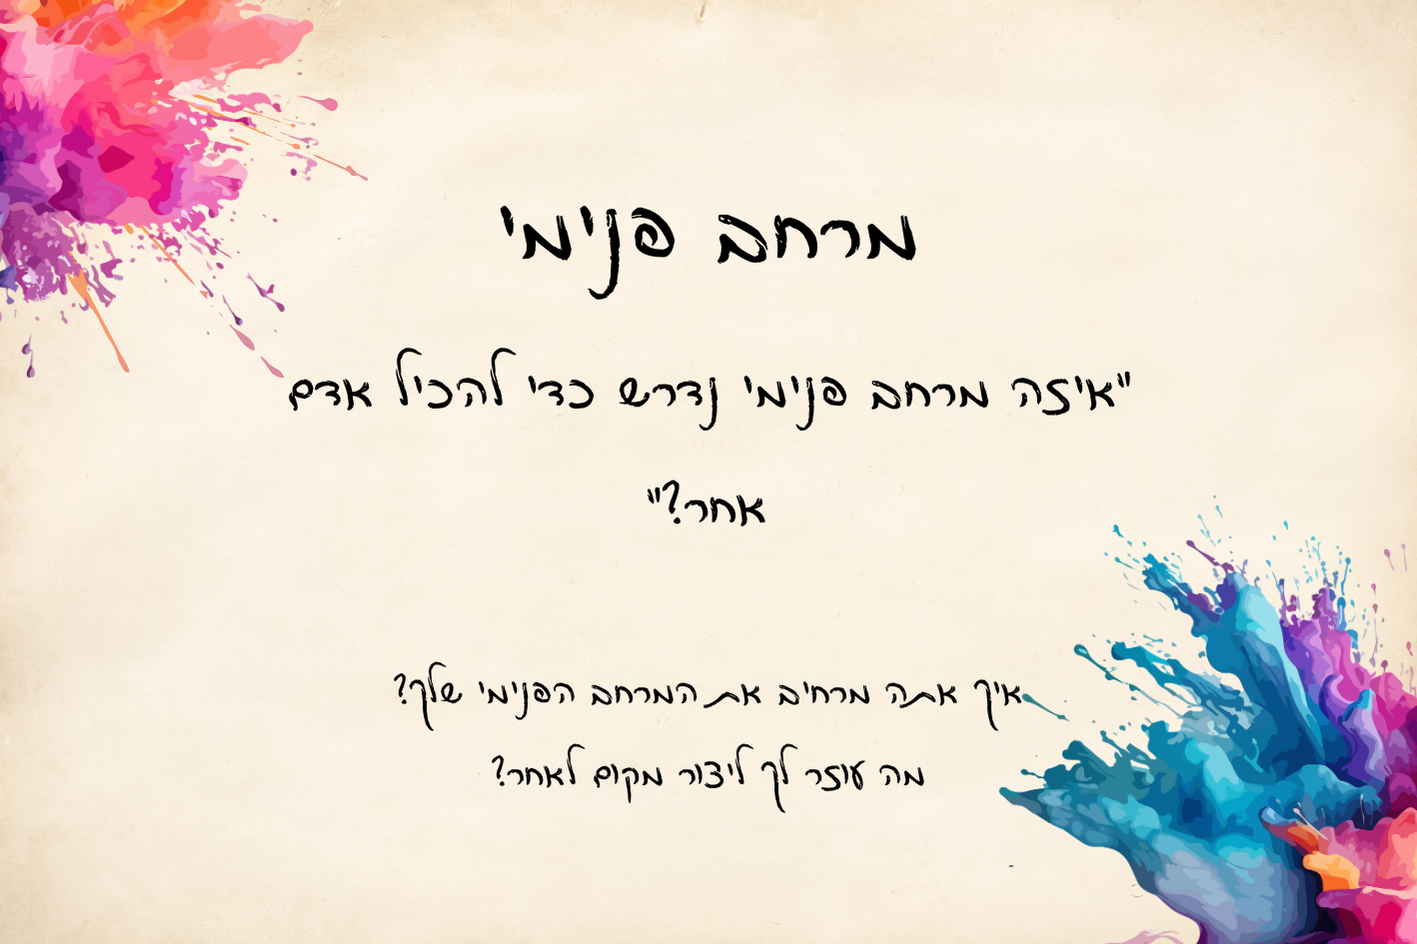 מרחב פנימי
"איזה מרחב פנימי נדרש כדי להכיל אדם
אחר?"
איך אתה מרחיב את המרחב הפנימי שלך?
מה עוזר לך ליצור מקום לאחר?